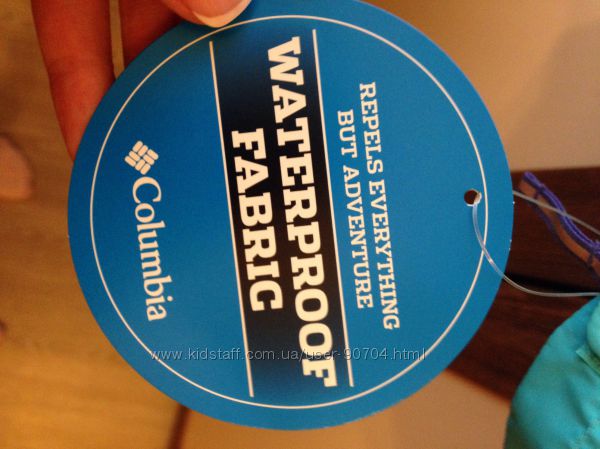 REPELS EVERYTHING
BUT ADVENTURE
WATERPROOF
FABRIC
Columbia
www.kidstaff.com.ua/user-90704.html